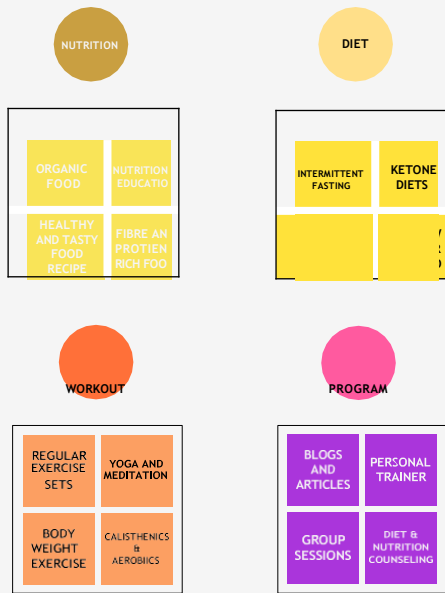 NUTRITION
DIET
ORGANIC
FOOD
NUTRITION
EDUCATIO
HEALTHY
AND TASTY
FOOD
RECIPE
FIBRE AN
PROTIEN
RICH FOO
INTERMITTENT
FASTING
KETONE
DIETS
WORKOUT
PROGRAM
REGULAR
EXERCISE
SETS
YOGA AND
MEDITATION
BODY
WEIGHT
EXERCISE
CALISTHENICS
&
AEROBIICS
BLOGS
AND
ARTICLES
PERSONAL
TRAINER
GROUP
SESSIONS
DIET &
NUTRITION
COUNSELING